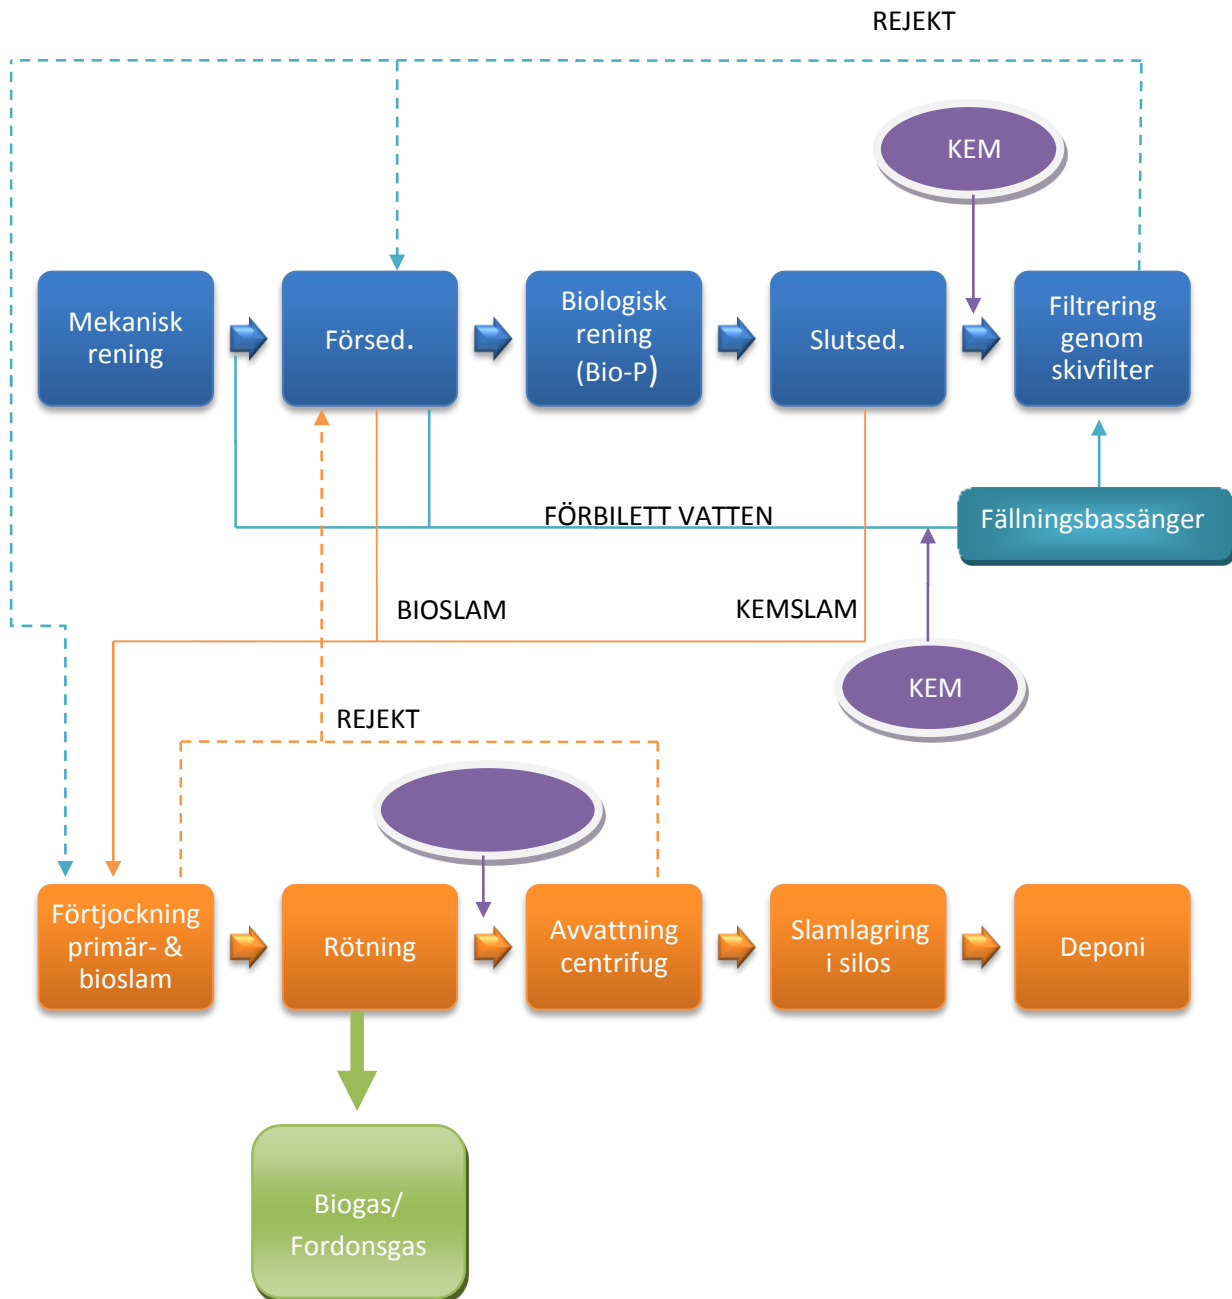 REJEKT
KEM
Mekanisk
rening
Försed.
Biologisk
rening
(Bio-P)
Slutsed.
Filtrering
genom
skivfilter
FÖRBILETT VATTEN
Fällningsbassänger
BIOSLAM
KEMSLAM
KEM
REJEKT
Förtjockning
primär- &
bioslam
Rötning
Avvattning
centrifug
Slamlagring
i silos
Deponi
Biogas/
Fordonsgas